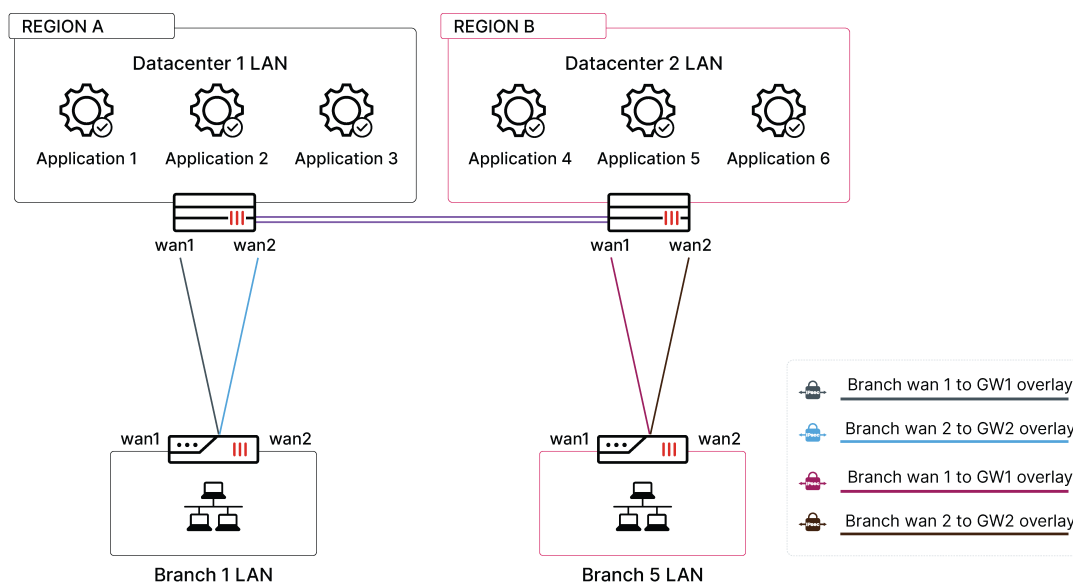 REGION A
REGION B
Datacenter 1 LAN
Datacenter 2 LAN
Application 1
Application 2
Application 3
Application 4
Application 5
Application 6
wan1
wan2
wan1
wan2
Branch wan 1 to GW1 overlay
Branch wan 2 to GW2 overlay
Branch wan 1 to GW1 overlay
Branch wan 2 to GW2 overlay
wan1
wan2
wan1
wan2
Branch 1 LAN
Branch 5 LAN